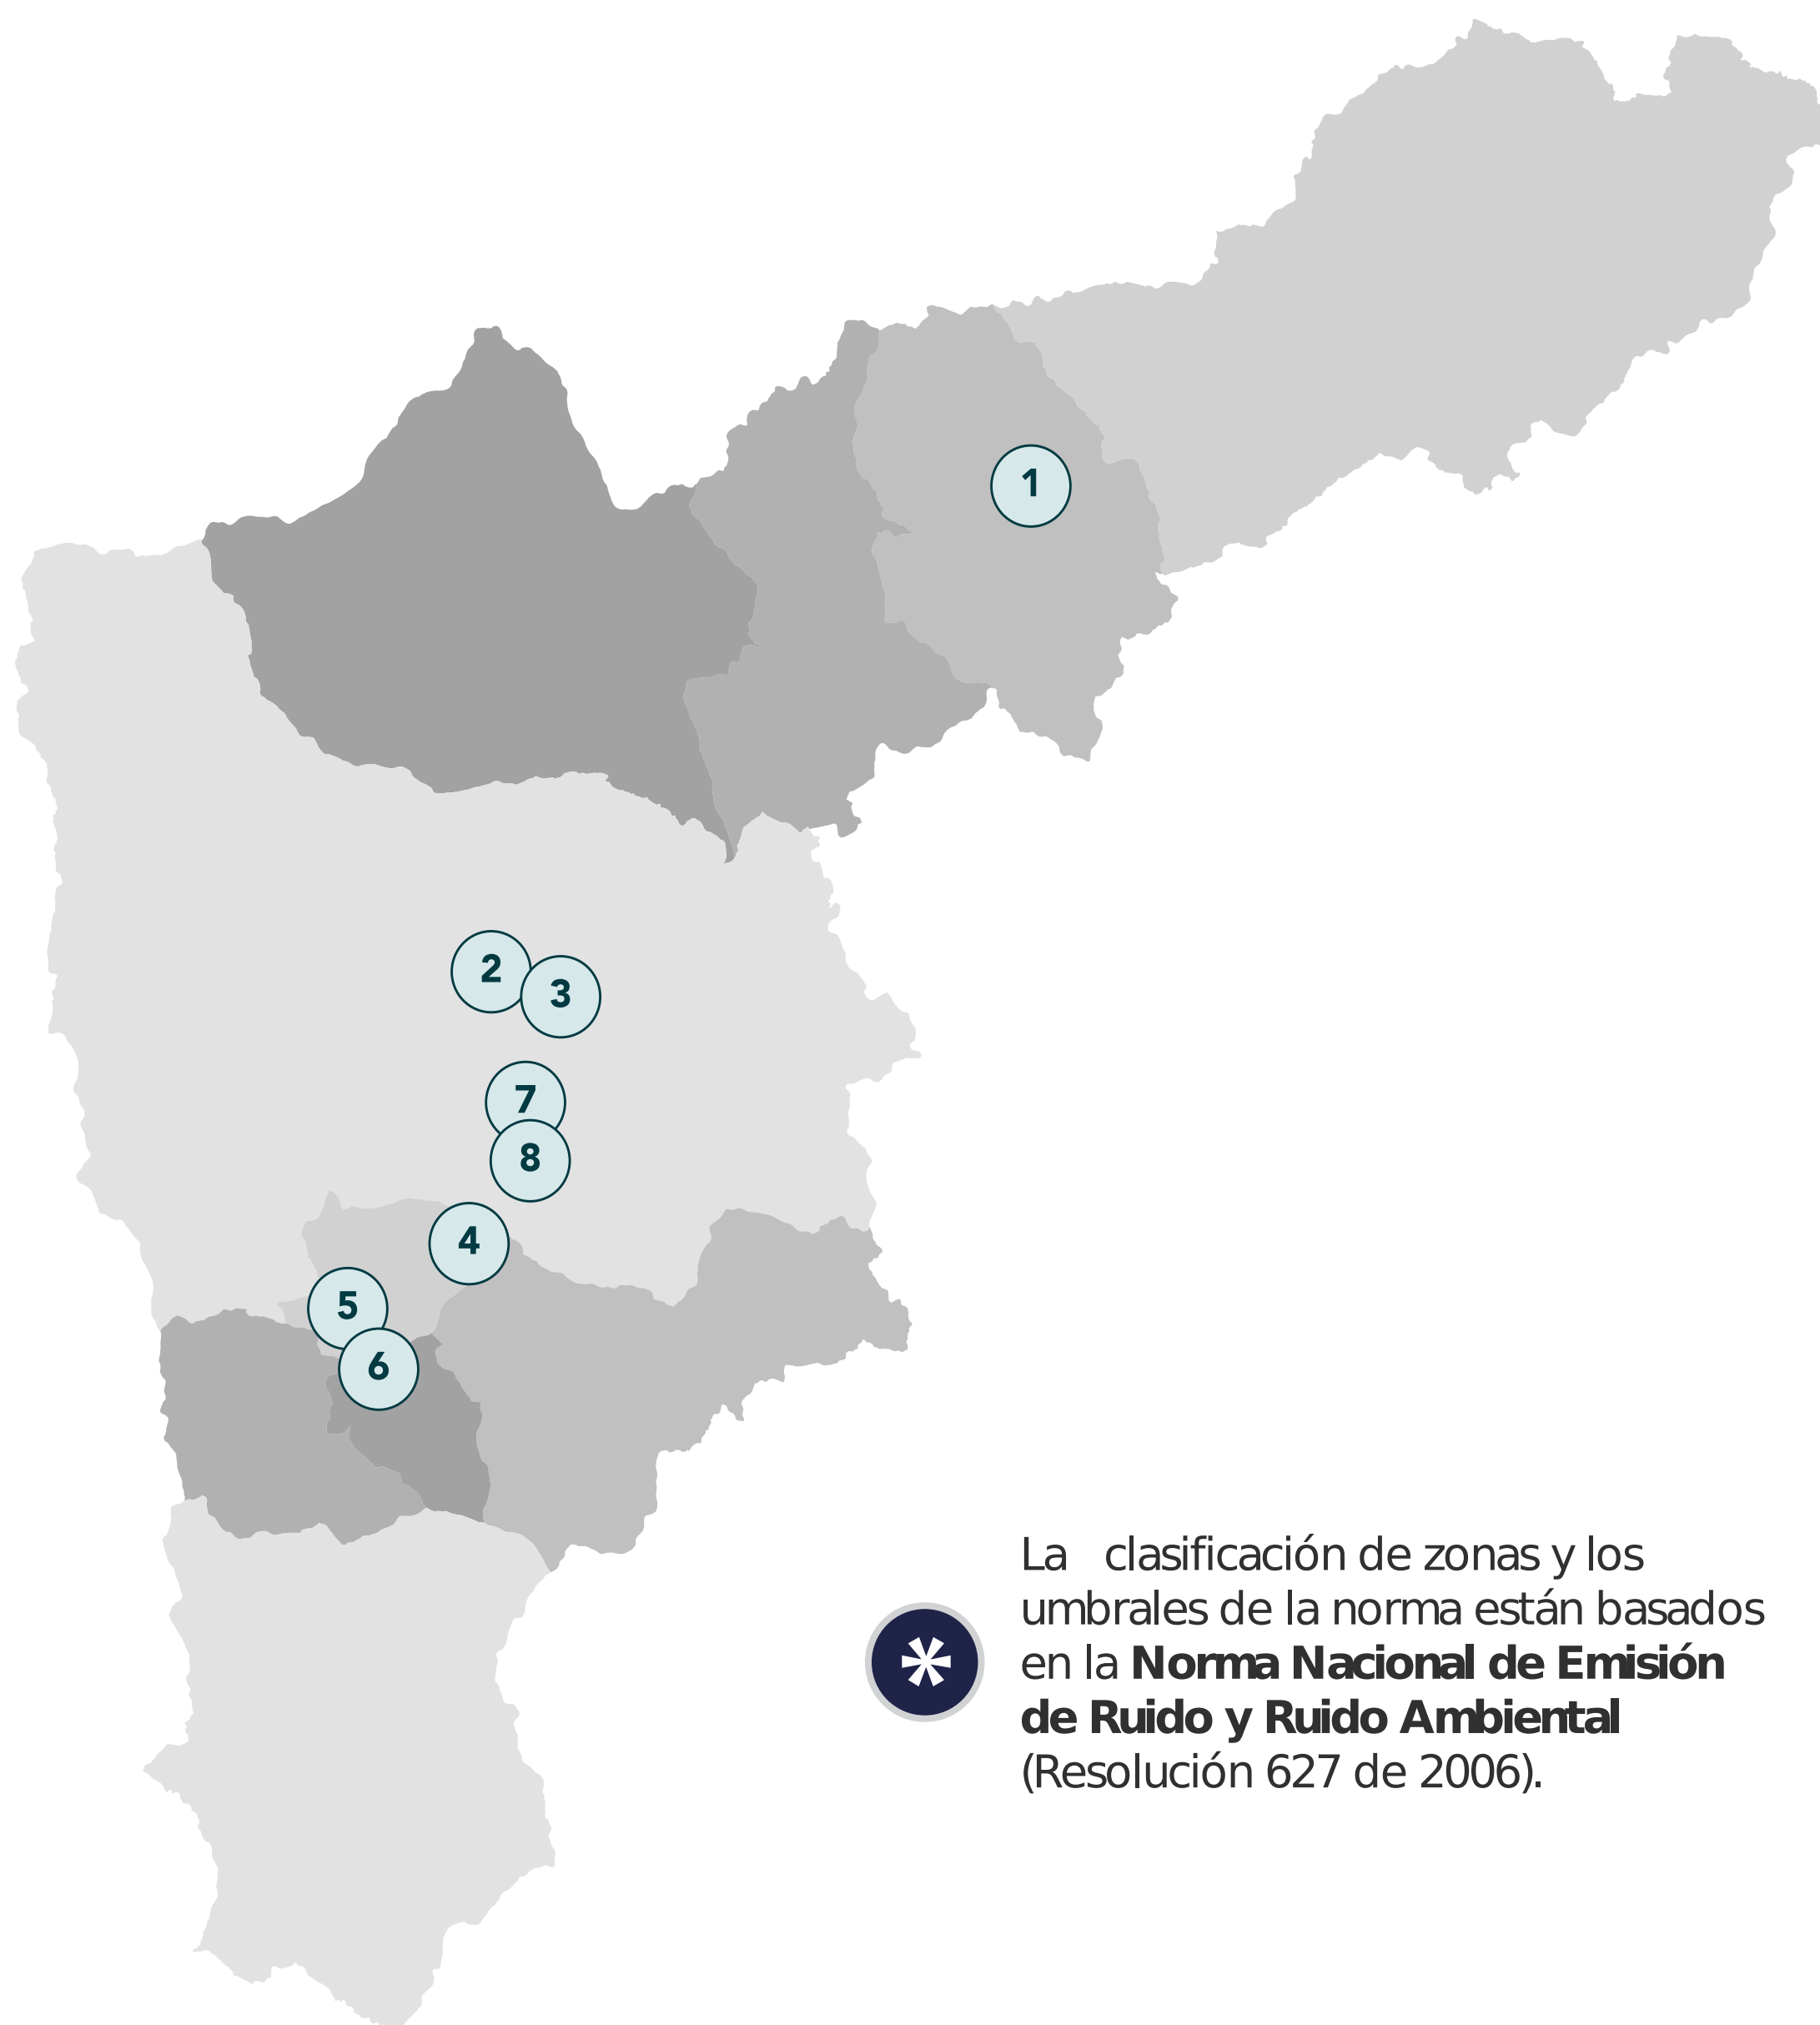 1
2
3
7
8
4
5
6
*
La clasificación de zonas y los
umbrales de la norma están basados
en la Norma Nacional de Emisión
de Ruido y Ruido Ambiental
(Resolución 627 de 2006).